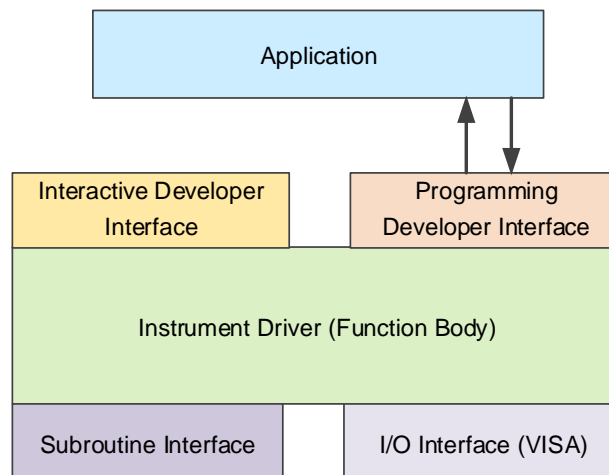 Application
Interactive Developer
Interface
Programming
Developer Interface
Instrument Driver (Function Body)
Subroutine Interface
I/O Interface (VISA)